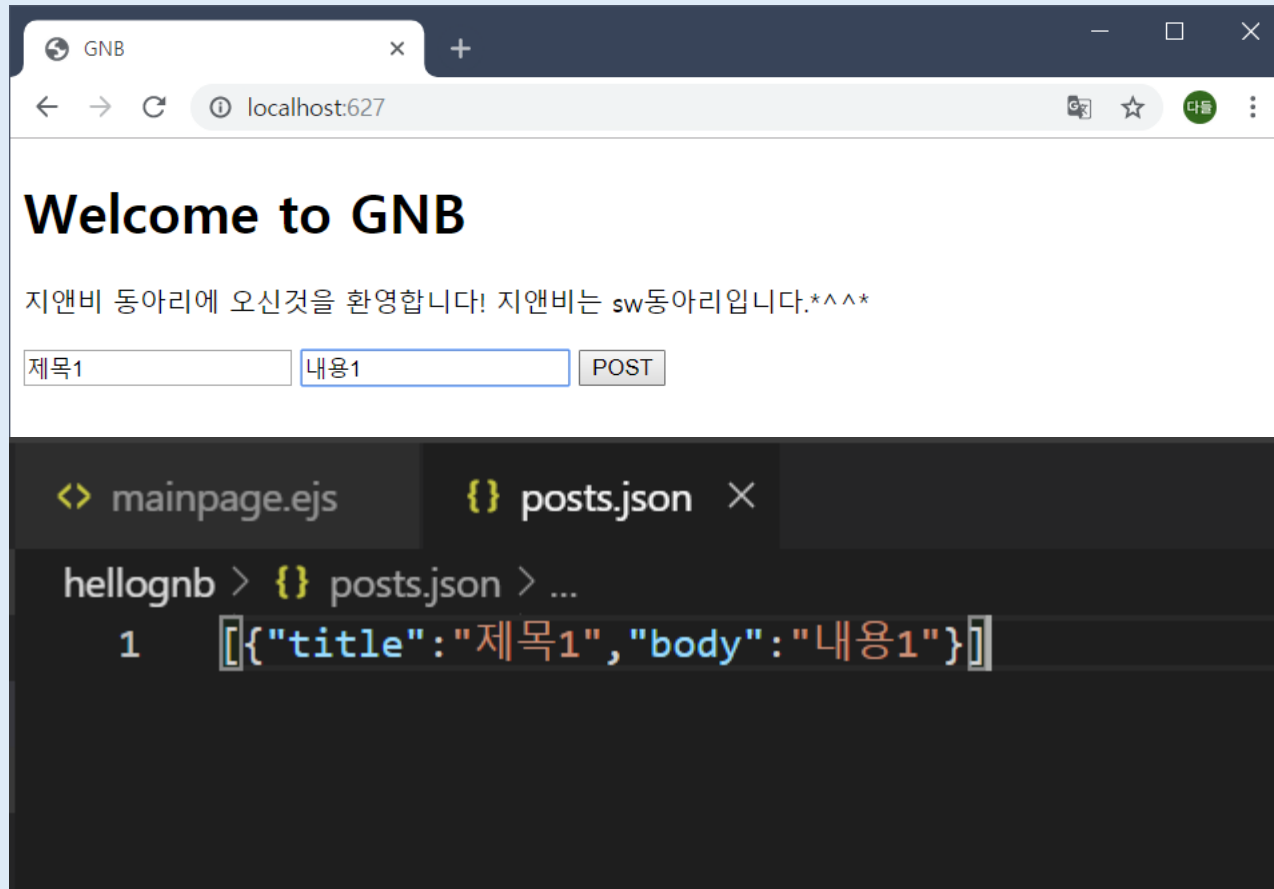 GNB
localhost:627
다들
Welcome to GNB
지앤비 동아리에 오신것을 환영합니다! 지앤비는 sw동아리입니다.*^^*
제목1 내용1 POST
<> mainpage.ejs {} posts.json
hellognb > {} posts.json > ...
1 [{"title":"제목1","body":"내용1"}]